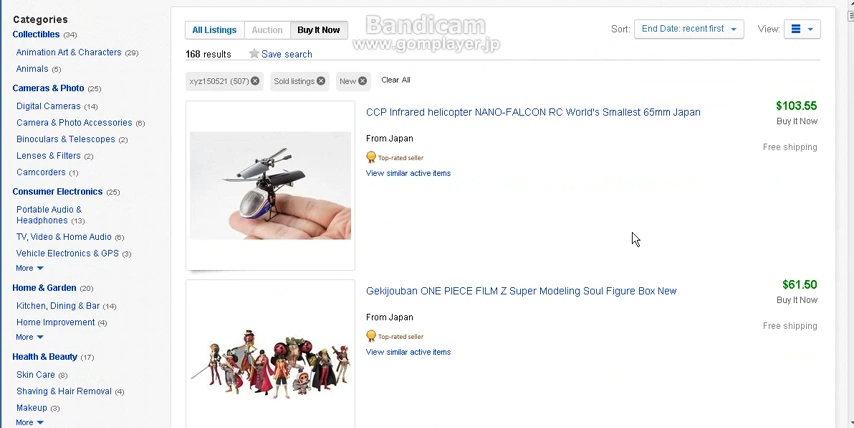 Categories
Collectibles (34)
Animation Art & Characters (29)
Animals (5)
Cameras & Photo (25)
Digital Cameras (14)
Camera & Photo Accessories (6)
Binoculars & Telescopes (2)
Lenses & Filters (2)
Camcorders (1)
Consumer Electronics (25)
Portable Audio &
Headphones (13)
TV, Video & Home Audio (6)
Vehicle Electronics & GPS (3)
More
Home & Garden (20)
Kitchen, Dining & Bar (14)
Home Improvement (4)
More
Health & Beauty (17)
Skin Care (8)
Shaving & Hair Removal (4)
Makeup (3)
More
All Listings Auction Buy It Now
Bandicam
www.gomplayer.jp
Sort: End Date: recent first View:
168 results Save search
xyz150521 (507) Sold listings New Clear All
CCP Infrared helicopter NANO-FALCON RC World's Smallest 65mm Japan
$103.55
Buy It Now
From Japan
Free shipping
Top-rated seller
View similar active items
Gekijouban ONE PIECE FILM Z Super Modeling Soul Figure Box New
$61.50
Buy It Now
From Japan
Free shipping
Top-rated seller
View similar active items